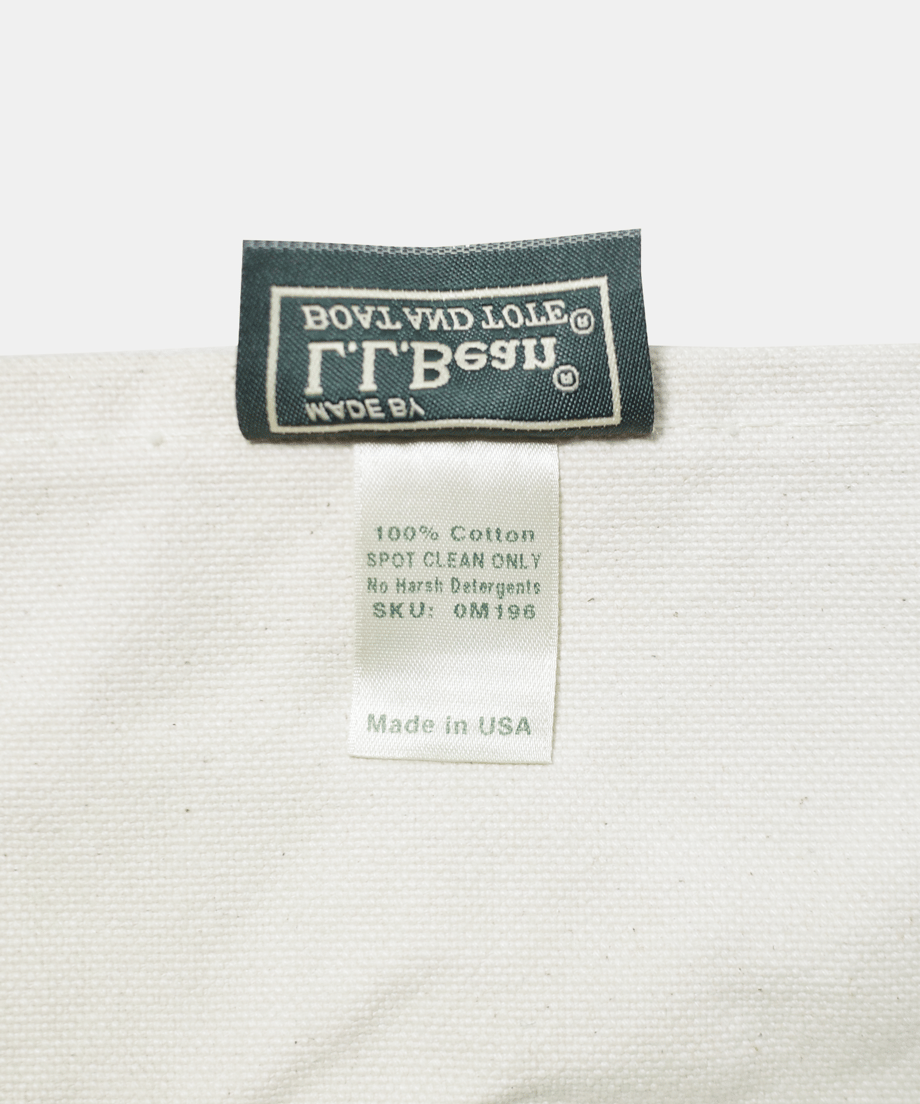 BOAT AND TOTE®
L.L.Bean®
MADE BY
100% Cotton
SPOT CLEAN ONLY
No Harsh Detergents
SKU: 0M196
Made in USA